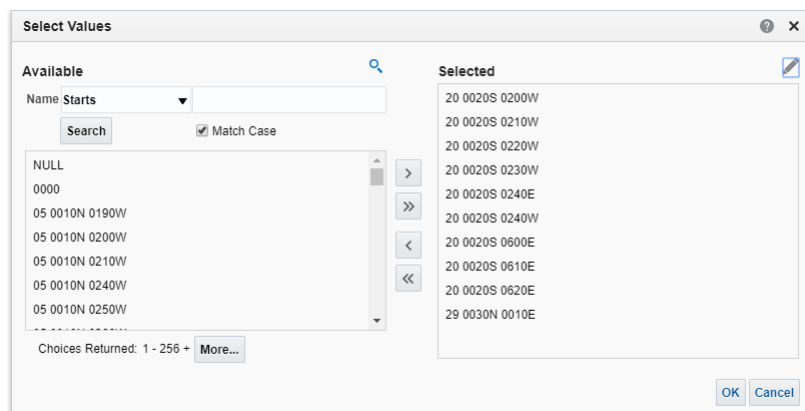 Select Values
Available
Name Starts
Search Match Case
NULL
0000
05 0010N 0190W
05 0010N 0200W
05 0010N 0210W
05 0010N 0240W
05 0010N 0250W
Choices Returned: 1 - 256 + More...
Selected
20 0020S 0200W
20 0020S 0210W
20 0020S 0220W
20 0020S 0230W
20 0020S 0240E
20 0020S 0240W
20 0020S 0600E
20 0020S 0610E
20 0020S 0620E
29 0030N 0010E
OK Cancel